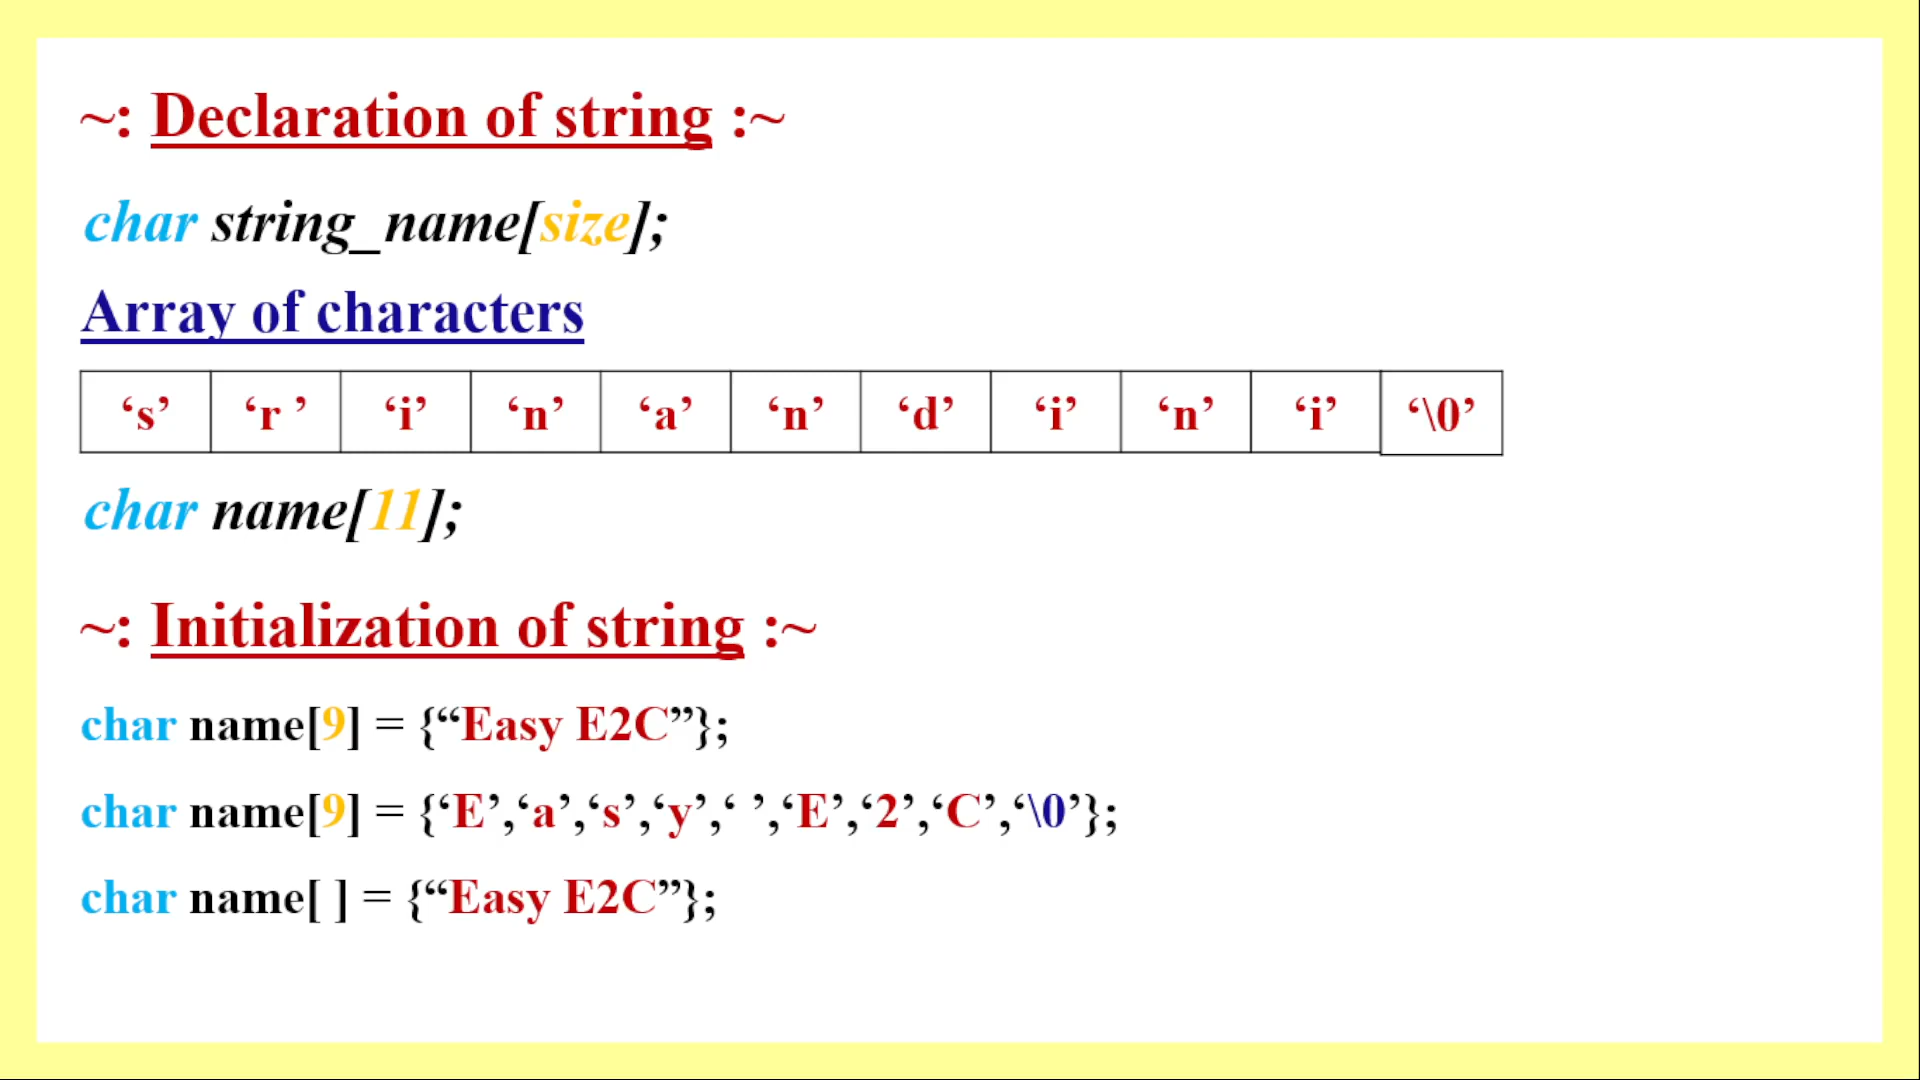 ~: Declaration of string :~
char string_name[size];
Array of characters
‘s’ ‘r ’ ‘i’ ‘n’ ‘a’ ‘n’ ‘d’ ‘i’ ‘n’ ‘i’ ‘\0’
char name[11];
~: Initialization of string :~
char name[9] = {“Easy E2C”};
char name[9] = {‘E’,‘a’,‘s’,‘y’,‘ ’,‘E’,‘2’,‘C’,‘\0’};
char name[ ] = {“Easy E2C”};